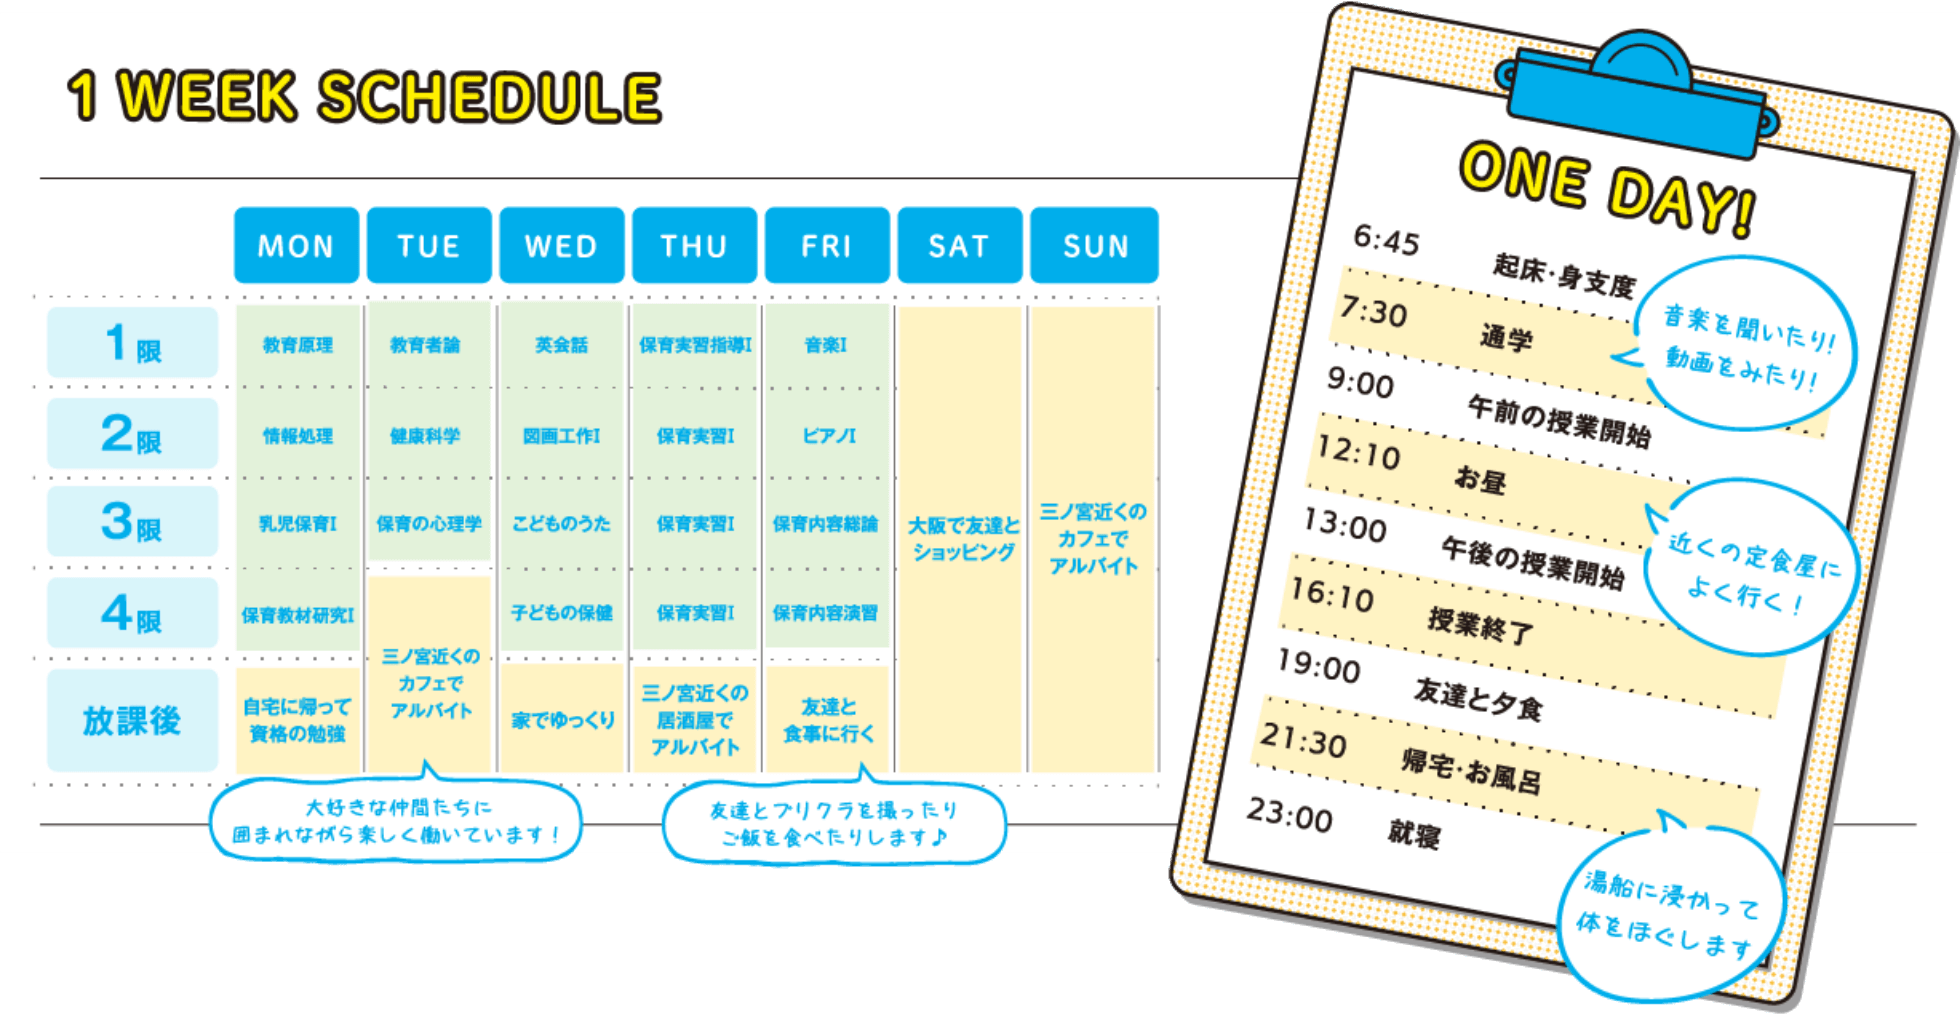 1 WEEK SCHEDULE
MON TUE WED THU FRI SAT SUN
1限 教育原理 教育者論 英会話 保育実習指導I 音楽I
2限 情報処理 健康科学 図画工作I 保育実習I ピアノI
3限 乳児保育I 保育の心理学 こどものうた 保育実習I 保育内容総論
4限 保育教材研究I 子どもの保健 保育実習I 保育内容演習
放課後
自宅に帰って
資格の勉強
三ノ宮近くの
カフェで
アルバイト
家でゆっくり
三ノ宮近くの
居酒屋で
アルバイト
友達と
食事に行く
大阪で友達と
ショッピング
三ノ宮近くの
カフェで
アルバイト
大好きな仲間たちに
囲まれながら楽しく働いています!
友達とプリクラを撮ったり
ご飯を食べたりします♪
ONE DAY!
6:45 起床・身支度
7:30 通学
音楽を聞いたり!
動画をみたり!
9:00 午前の授業開始
12:10 お昼
近くの定食屋に
よく行く!
13:00 午後の授業開始
16:10 授業終了
19:00 友達と夕食
21:30 帰宅・お風呂
湯船に浸かって
体をほぐします
23:00 就寝